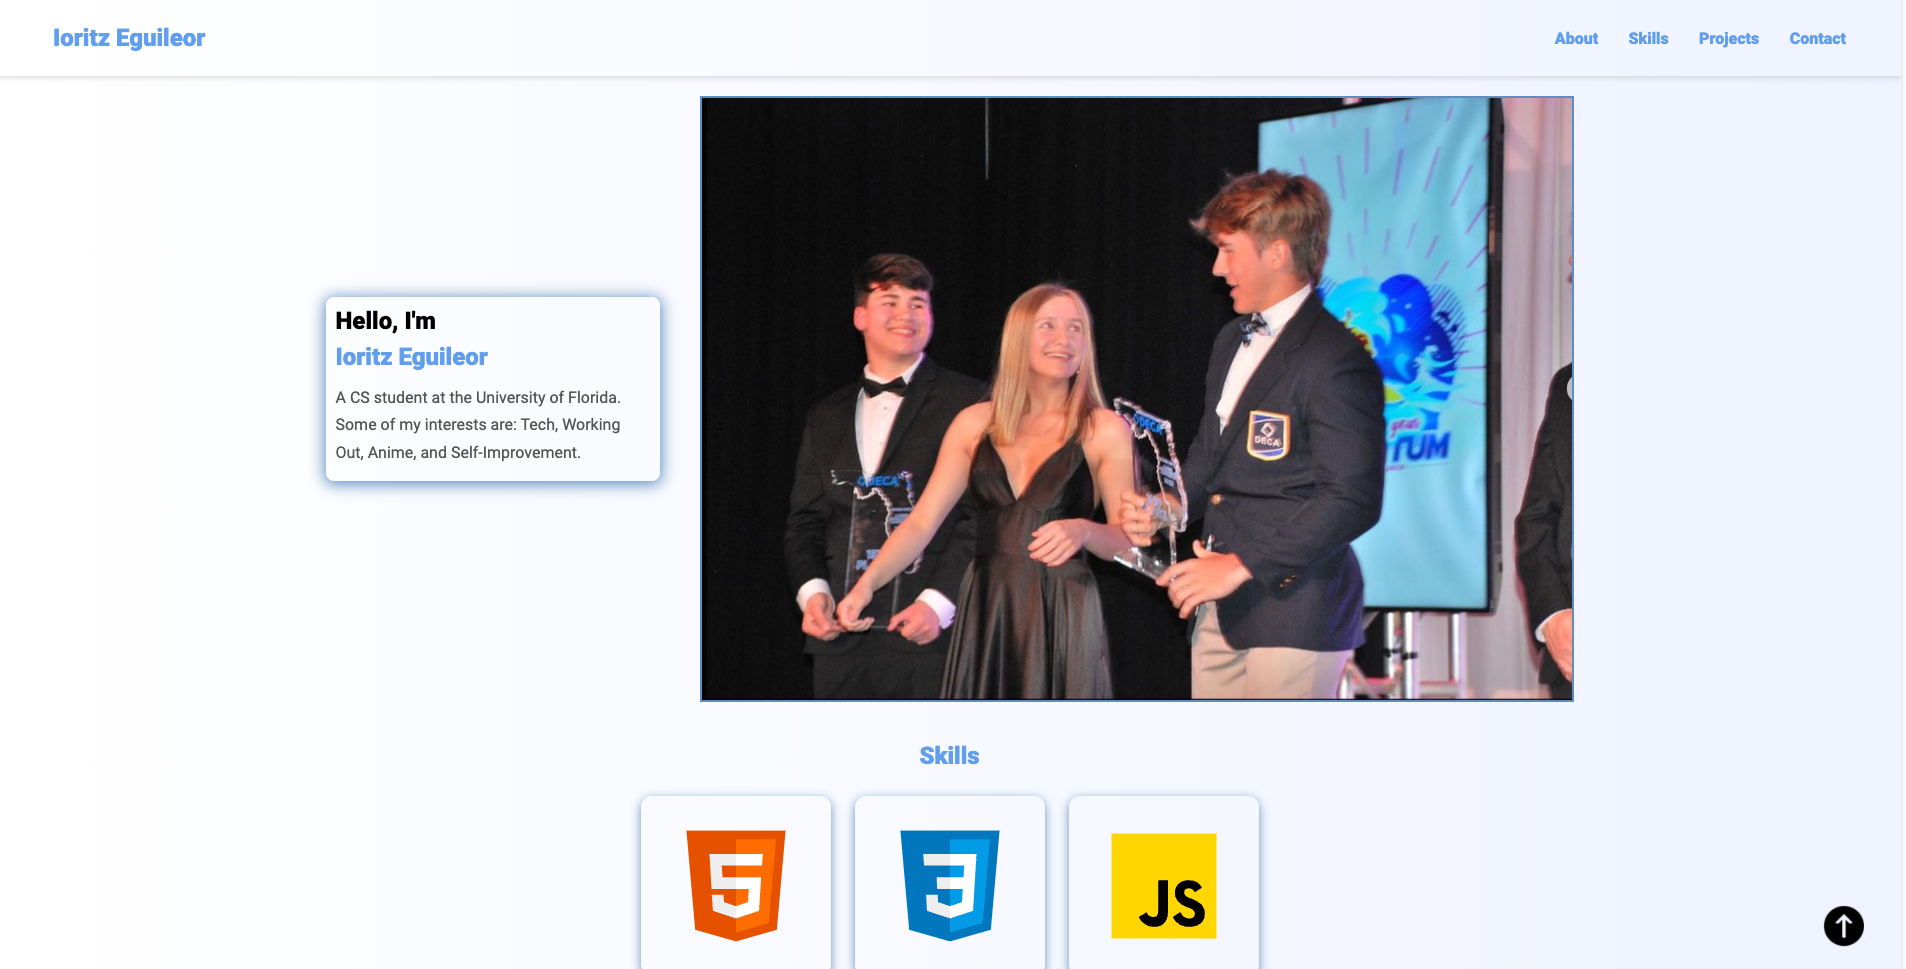 Ioritz Eguileor
About Skills Projects Contact
Hello, I'm
Ioritz Eguileor
A CS student at the University of Florida.
Some of my interests are: Tech, Working
Out, Anime, and Self-Improvement.
DECA
DECA
DECA
TUM
Skills
5
3
JS